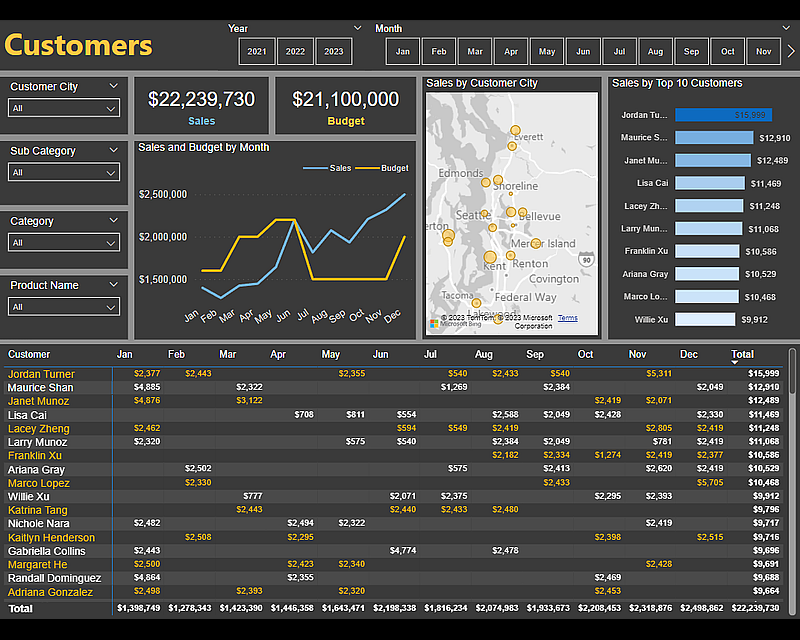 Customers
Year
2021 2022 2023
Month
Jan Feb Mar Apr May Jun Jul Aug Sep Oct Nov
Customer City
All
Sub Category
All
Category
All
Product Name
All
$22,239,730
Sales
$21,100,000
Budget
Sales and Budget by Month
Sales Budget
$2,500,000
$2,000,000
$1,500,000
Jan Feb Mar Apr May Jun Jul Aug Sep Oct Nov Dec
Sales by Customer City
Everett
Edmonds
Shoreline
Seattle
Bellevue
erton
Mercer Island
Kent
Renton
90
Covington
Tacoma
Federal Way
Lakewood
© 2023 TomTom, © 2023 Microsoft Corporation Terms
Microsoft Bing
Sales by Top 10 Customers
Jordan Tu... $15,999
Maurice S... $12,910
Janet Mu... $12,489
Lisa Cai $11,469
Lacey Zh... $11,248
Larry Mun... $11,068
Franklin Xu $10,586
Ariana Gray $10,529
Marco Lo... $10,468
Willie Xu $9,912
Customer Jan Feb Mar Apr May Jun Jul Aug Sep Oct Nov Dec Total
Jordan Turner $2,377 $2,443 $2,355 $540 $2,433 $540 $5,311 $15,999
Maurice Shan $4,885 $2,322 $1,269 $2,384 $2,049 $12,910
Janet Munoz $4,876 $3,122 $2,419 $2,071 $12,489
Lisa Cai $708 $811 $554 $2,588 $2,049 $2,428 $2,330 $11,469
Lacey Zheng $2,462 $594 $549 $2,419 $2,805 $2,419 $11,248
Larry Munoz $2,320 $575 $540 $2,384 $2,049 $781 $2,419 $11,068
Franklin Xu $2,182 $2,334 $1,274 $2,419 $2,377 $10,586
Ariana Gray $2,502 $575 $2,413 $2,620 $2,419 $10,529
Marco Lopez $2,330 $2,433 $5,705 $10,468
Willie Xu $777 $2,071 $2,375 $2,295 $2,393 $9,912
Katrina Tang $2,443 $2,440 $2,433 $2,480 $9,796
Nichole Nara $2,482 $2,494 $2,322 $2,419 $9,717
Kaitlyn Henderson $2,508 $2,295 $2,398 $2,515 $9,716
Gabriella Collins $2,443 $4,774 $2,478 $9,696
Margaret He $2,500 $2,423 $2,340 $2,428 $9,691
Randall Dominguez $4,864 $2,355 $2,469 $9,688
Adriana Gonzalez $2,498 $2,393 $2,320 $2,453 $9,664
Total $1,398,749 $1,278,343 $1,423,390 $1,446,358 $1,643,471 $2,198,338 $1,816,234 $2,074,983 $1,933,673 $2,208,453 $2,318,876 $2,498,862 $22,239,730